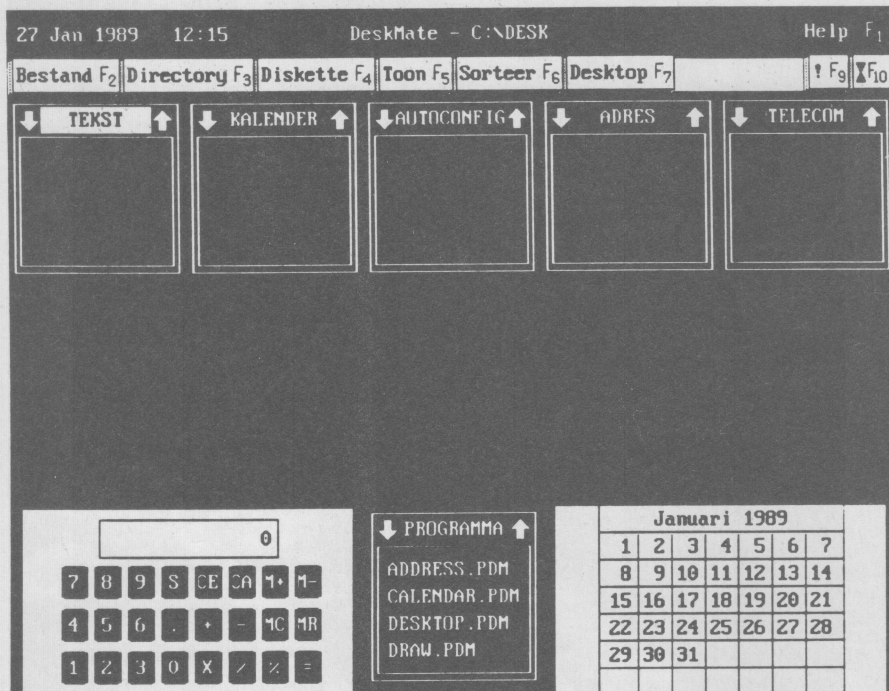 27 Jan 1989 12:15 DeskMate - C:\DESK Help F1
Bestand F2 Directory F3 Diskette F4 Toon F5 Sorteer F6 Desktop F7 ! F9 F10
TEKST KALENDER AUTOCONFIG ADRES TELECOM
0
7 8 9 S CE CA M+ M-
4 5 6 . + - MC MR
1 2 3 0 X / % =
PROGRAMMA
ADDRESS.PDM
CALENDAR.PDM
DESKTOP.PDM
DRAW.PDM
Januari 1989
1 2 3 4 5 6 7
8 9 10 11 12 13 14
15 16 17 18 19 20 21
22 23 24 25 26 27 28
29 30 31